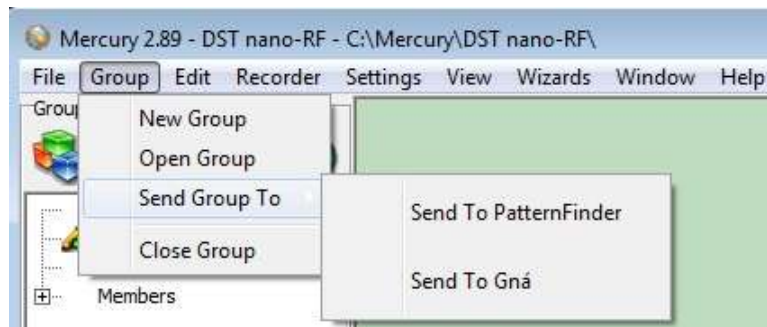 Mercury 2.89 - DST nano-RF - C:\Mercury\DST nano-RF\
File Group Edit Recorder Settings View Wizards Window Help
Grou
New Group
Open Group
Send Group To
Send To PatternFinder
Close Group
Send To Gná
Members